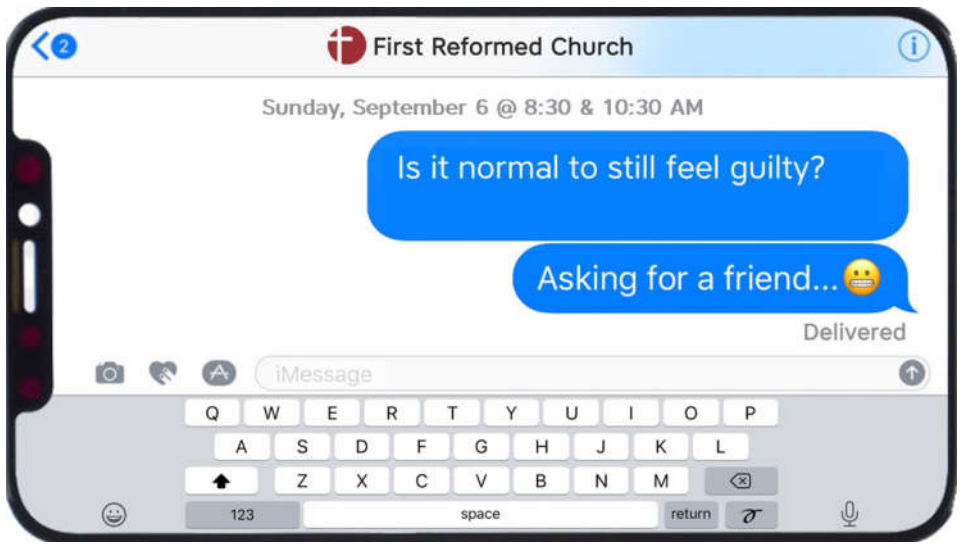 2 First Reformed Church i
Sunday, September 6 @ 8:30 & 10:30 AM
Is it normal to still feel guilty?
Asking for a friend...😬
Delivered
iMessage
Q W E R T Y U I O P
A S D F G H J K L
Z X C V B N M
123 space return